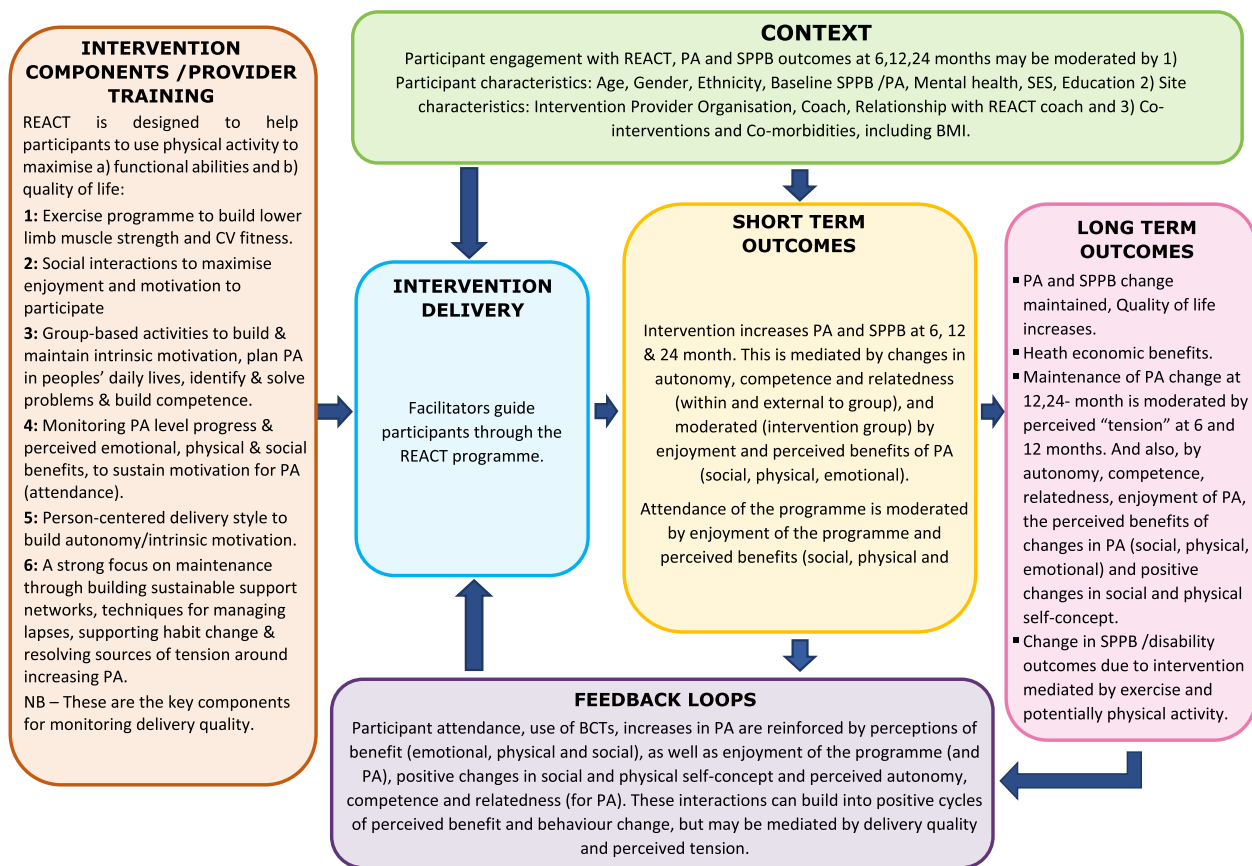 INTERVENTION
COMPONENTS /PROVIDER
TRAINING
REACT is designed to help
participants to use physical activity to
maximise a) functional abilities and b)
quality of life:
1: Exercise programme to build lower
limb muscle strength and CV fitness.
2: Social interactions to maximise
enjoyment and motivation to
participate
3: Group-based activities to build &
maintain intrinsic motivation, plan PA
in peoples' daily lives, identify & solve
problems & build competence.
4: Monitoring PA level progress &
perceived emotional, physical & social
benefits, to sustain motivation for PA
(attendance).
5: Person-centered delivery style to
build autonomy/intrinsic motivation.
6: A strong focus on maintenance
through building sustainable support
networks, techniques for managing
lapses, supporting habit change &
resolving sources of tension around
increasing PA.
NB – These are the key components
for monitoring delivery quality.
CONTEXT
Participant engagement with REACT, PA and SPPB outcomes at 6,12,24 months may be moderated by 1)
Participant characteristics: Age, Gender, Ethnicity, Baseline SPPB /PA, Mental health, SES, Education 2) Site
characteristics: Intervention Provider Organisation, Coach, Relationship with REACT coach and 3) Co-
interventions and Co-morbidities, including BMI.
INTERVENTION
DELIVERY
Facilitators guide
participants through the
REACT programme.
SHORT TERM
OUTCOMES
Intervention increases PA and SPPB at 6, 12
& 24 month. This is mediated by changes in
autonomy, competence and relatedness
(within and external to group), and
moderated (intervention group) by
enjoyment and perceived benefits of PA
(social, physical, emotional).
Attendance of the programme is moderated
by enjoyment of the programme and
perceived benefits (social, physical and
LONG TERM
OUTCOMES
▪ PA and SPPB change
maintained, Quality of life
increases.
▪ Heath economic benefits.
▪ Maintenance of PA change at
12,24- month is moderated by
perceived "tension" at 6 and
12 months. And also, by
autonomy, competence,
relatedness, enjoyment of PA,
the perceived benefits of
changes in PA (social, physical,
emotional) and positive
changes in social and physical
self-concept.
▪ Change in SPPB /disability
outcomes due to intervention
mediated by exercise and
potentially physical activity.
FEEDBACK LOOPS
Participant attendance, use of BCTs, increases in PA are reinforced by perceptions of
benefit (emotional, physical and social), as well as enjoyment of the programme (and
PA), positive changes in social and physical self-concept and perceived autonomy,
competence and relatedness (for PA). These interactions can build into positive cycles
of perceived benefit and behaviour change, but may be mediated by delivery quality
and perceived tension.